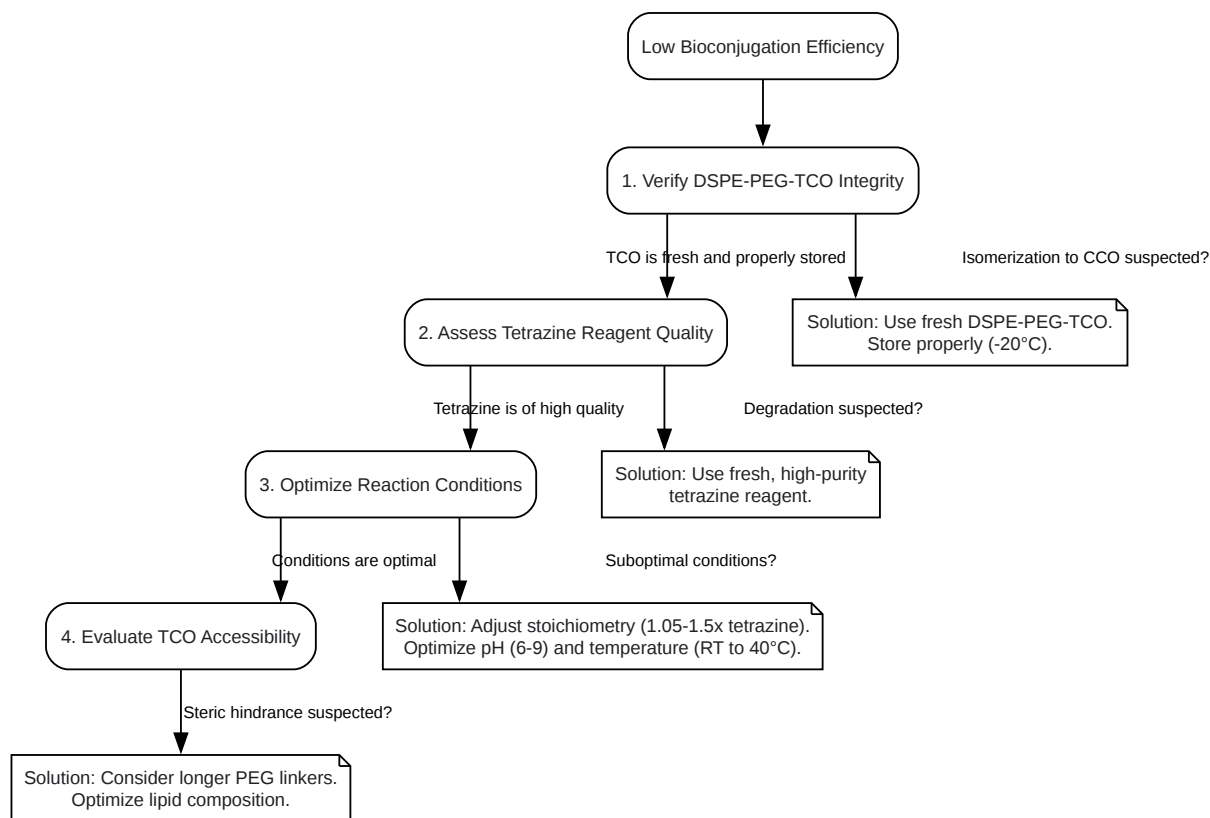 Low Bioconjugation Efficiency
1. Verify DSPE-PEG-TCO Integrity
TCO is fresh and properly stored
Isomerization to CCO suspected?
2. Assess Tetrazine Reagent Quality
Solution: Use fresh DSPE-PEG-TCO.
Store properly (-20°C).
Tetrazine is of high quality
Degradation suspected?
3. Optimize Reaction Conditions
Solution: Use fresh, high-purity
tetrazine reagent.
Conditions are optimal
Suboptimal conditions?
4. Evaluate TCO Accessibility
Solution: Adjust stoichiometry (1.05-1.5x tetrazine).
Optimize pH (6-9) and temperature (RT to 40°C).
Steric hindrance suspected?
Solution: Consider longer PEG linkers.
Optimize lipid composition.